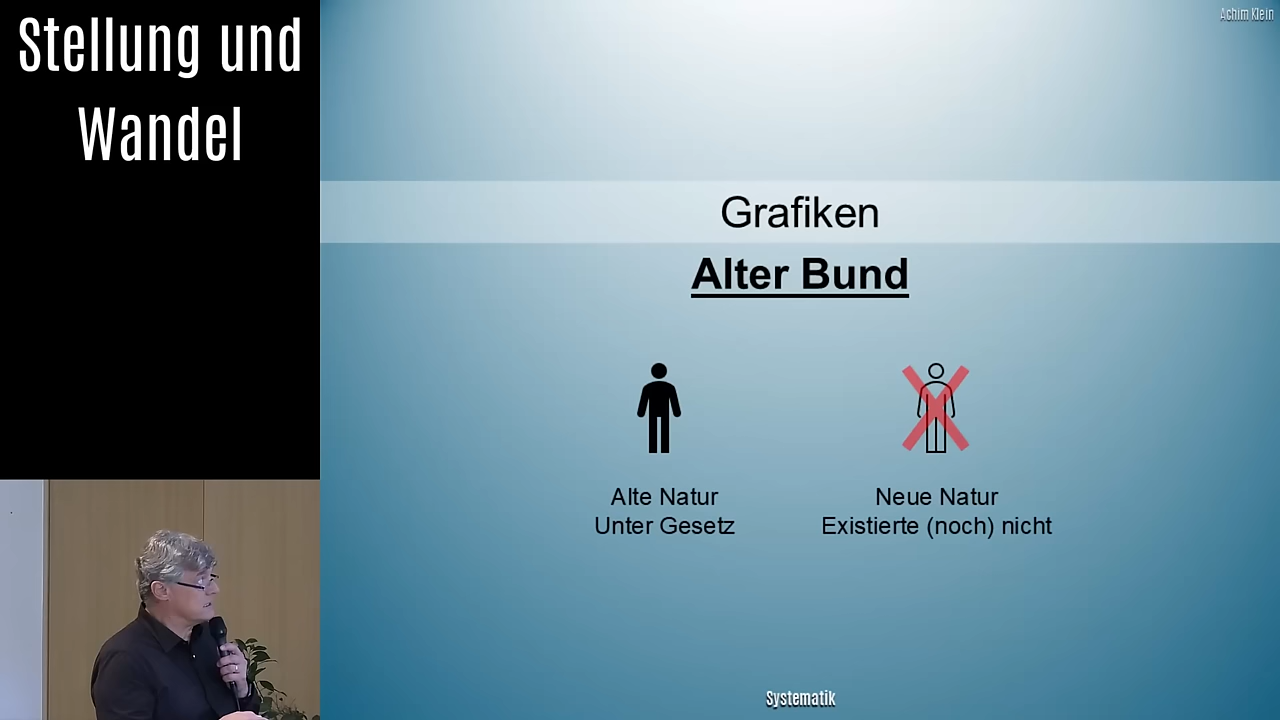 Stellung und
Wandel
Achim Klein
Grafiken
Alter Bund
Alte Natur
Unter Gesetz
Neue Natur
Existierte (noch) nicht
Systematik